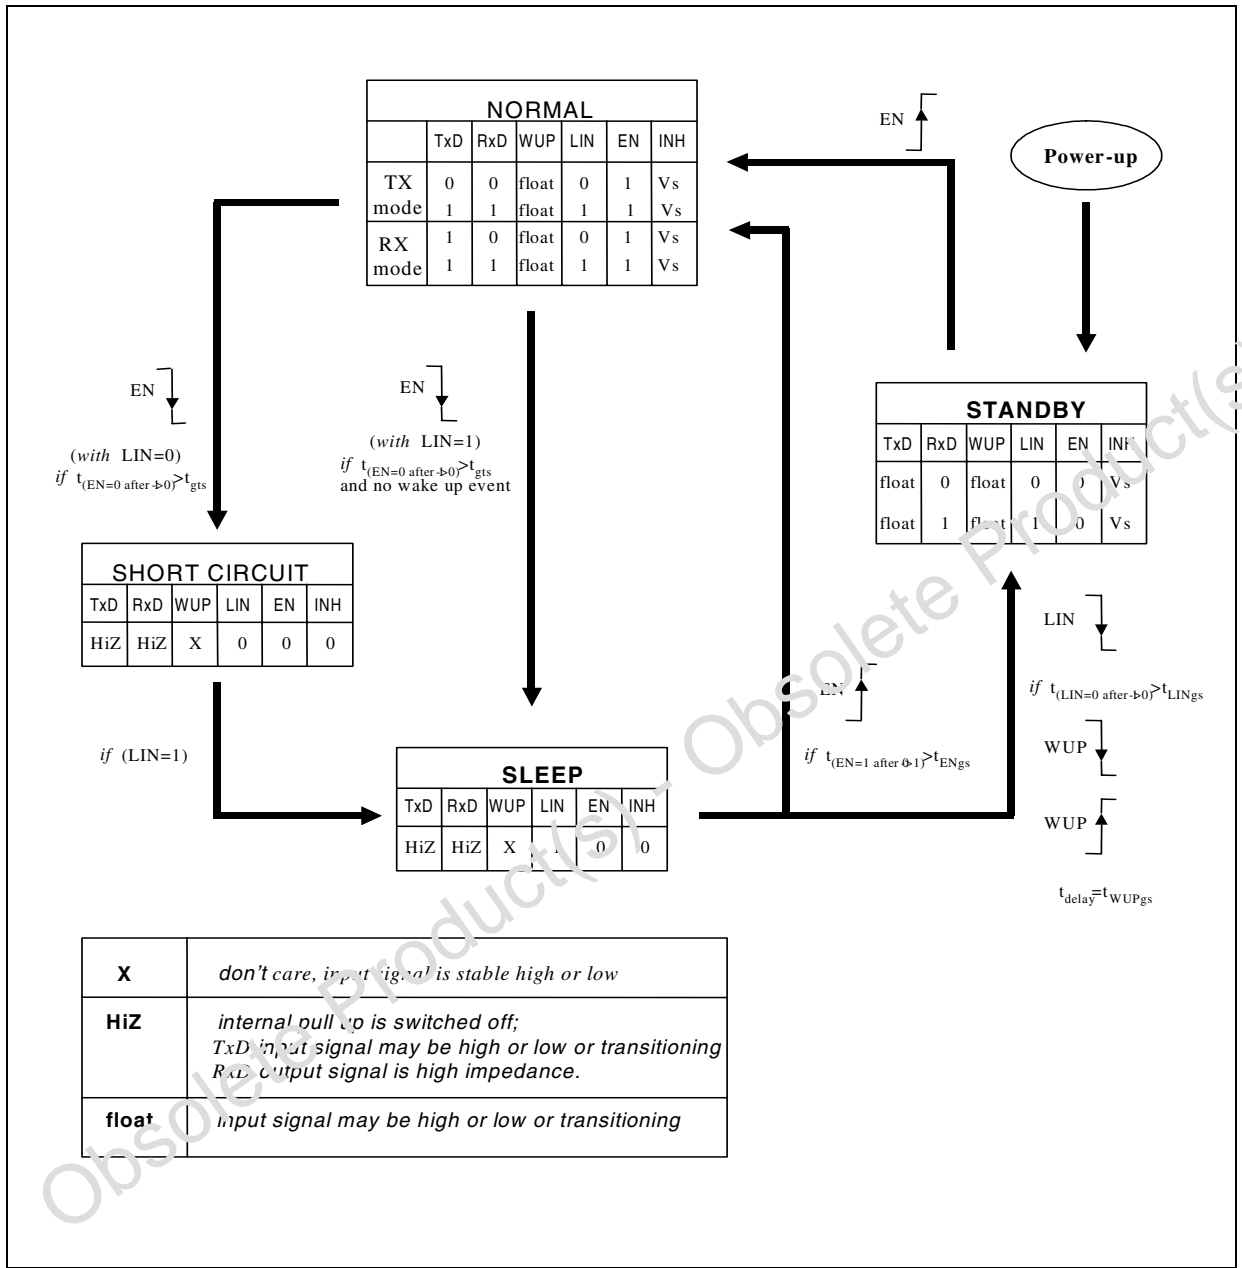 NORMAL
TxD RxD WUP LIN EN INH
TX mode 0 0 float 0 1 Vs
1 1 float 1 1 Vs
RX mode 1 0 float 0 1 Vs
1 1 float 1 1 Vs
EN
Power-up
EN
(with LIN=0)
if t(EN=0 after 1->0)>tgts
EN
(with LIN=1)
if t(EN=0 after 1->0)>tgts
and no wake up event
STANDBY
TxD RxD WUP LIN EN INH
float 0 float 0 0 Vs
float 1 float 1 0 Vs
SHORT CIRCUIT
TxD RxD WUP LIN EN INH
HiZ HiZ X 0 0 0
if (LIN=1)
SLEEP
TxD RxD WUP LIN EN INH
HiZ HiZ X 1 0 0
EN
if t(EN=1 after 0->1)>tENgs
LIN
if t(LIN=0 after 1->0)>tLINgs
WUP
WUP
tdelay=tWUPgs
X don't care, input signal is stable high or low
HiZ internal pull up is switched off;
TxD input signal may be high or low or transitioning
RxD output signal is high impedance.
float input signal may be high or low or transitioning
Obsolete Product(s) - Obsolete Product(s